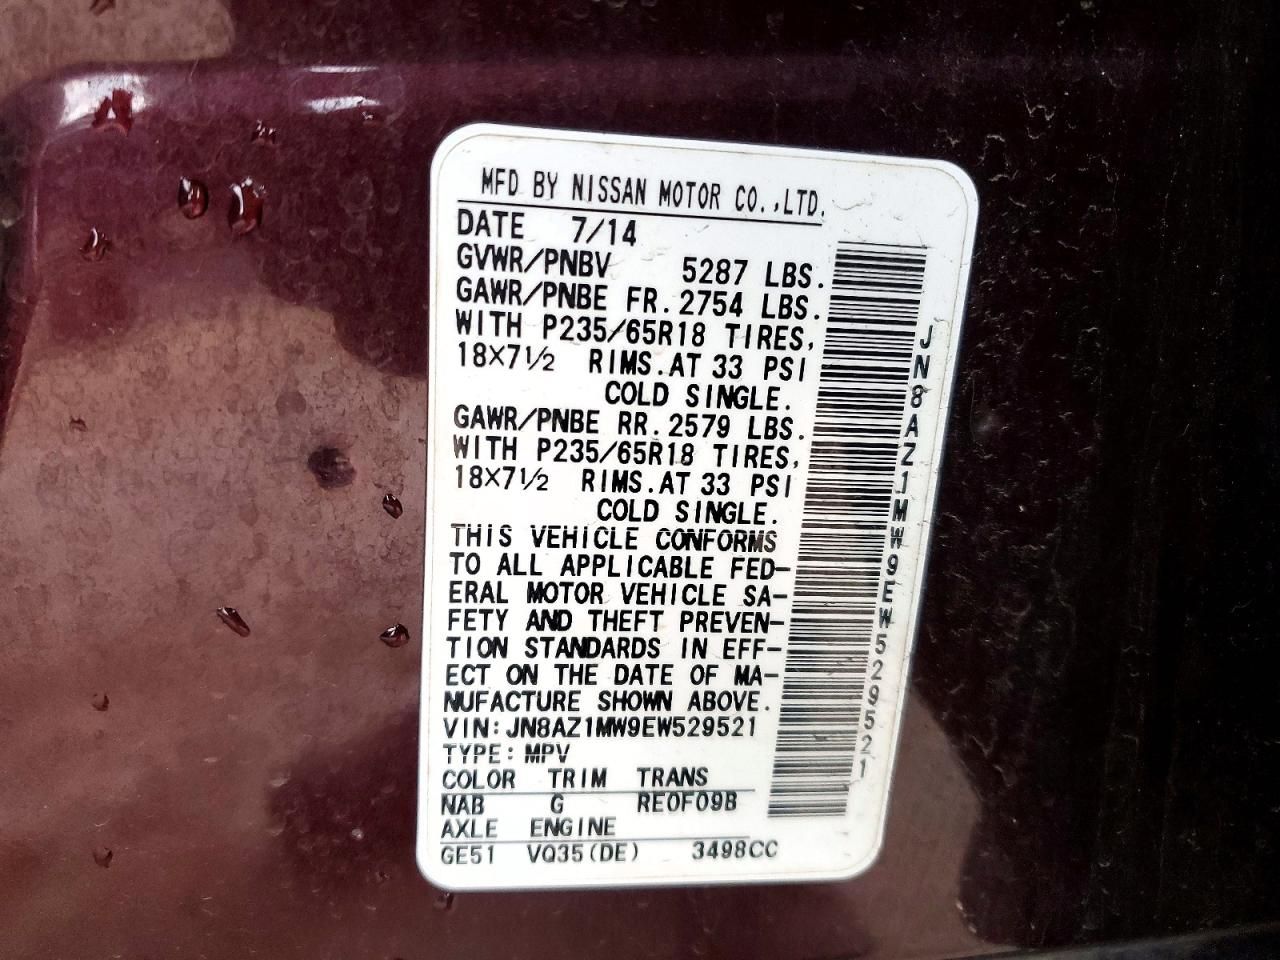 MFD BY NISSAN MOTOR CO.,LTD.
DATE 7/14
GVWR/PNBV 5287 LBS.
GAWR/PNBE FR. 2754 LBS.
WITH P235/65R18 TIRES,
18X7½ RIMS.AT 33 PSI
COLD SINGLE.
GAWR/PNBE RR. 2579 LBS.
WITH P235/65R18 TIRES,
18X7½ RIMS.AT 33 PSI
COLD SINGLE.
THIS VEHICLE CONFORMS
TO ALL APPLICABLE FED-
ERAL MOTOR VEHICLE SA-
FETY AND THEFT PREVEN-
TION STANDARDS IN EFF-
ECT ON THE DATE OF MA-
NUFACTURE SHOWN ABOVE.
VIN:JN8AZ1MW9EW529521
TYPE:MPV
COLOR TRIM TRANS
NAB G RE0F09B
AXLE ENGINE
GE51 VQ35(DE) 3498CC
JN8AZ1MW9EW529521